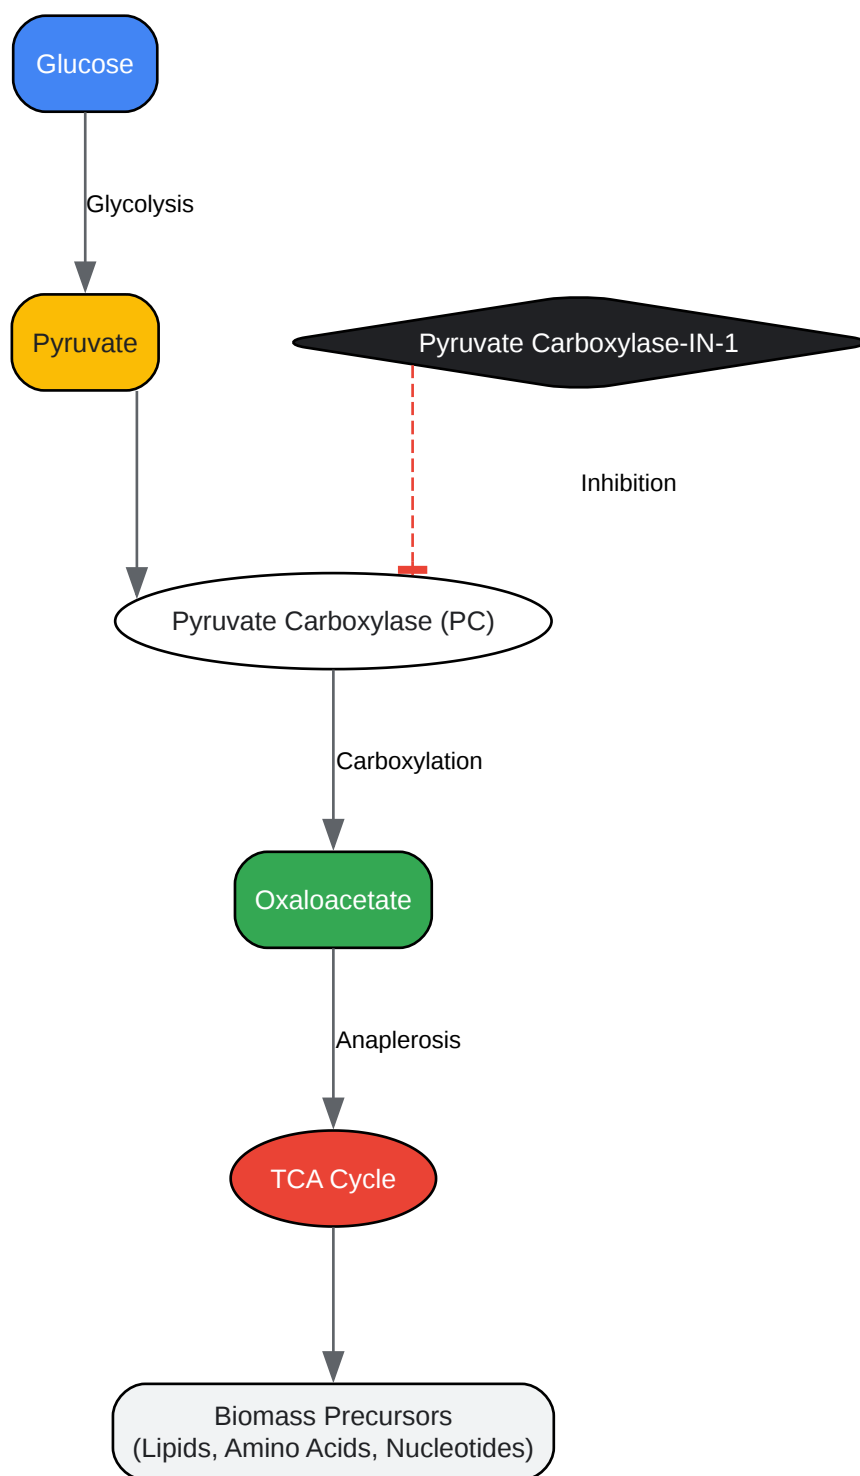 Glucose
Glycolysis
Pyruvate
Pyruvate Carboxylase-IN-1
Inhibition
Pyruvate Carboxylase (PC)
Carboxylation
Oxaloacetate
Anaplerosis
TCA Cycle
Biomass Precursors
(Lipids, Amino Acids, Nucleotides)